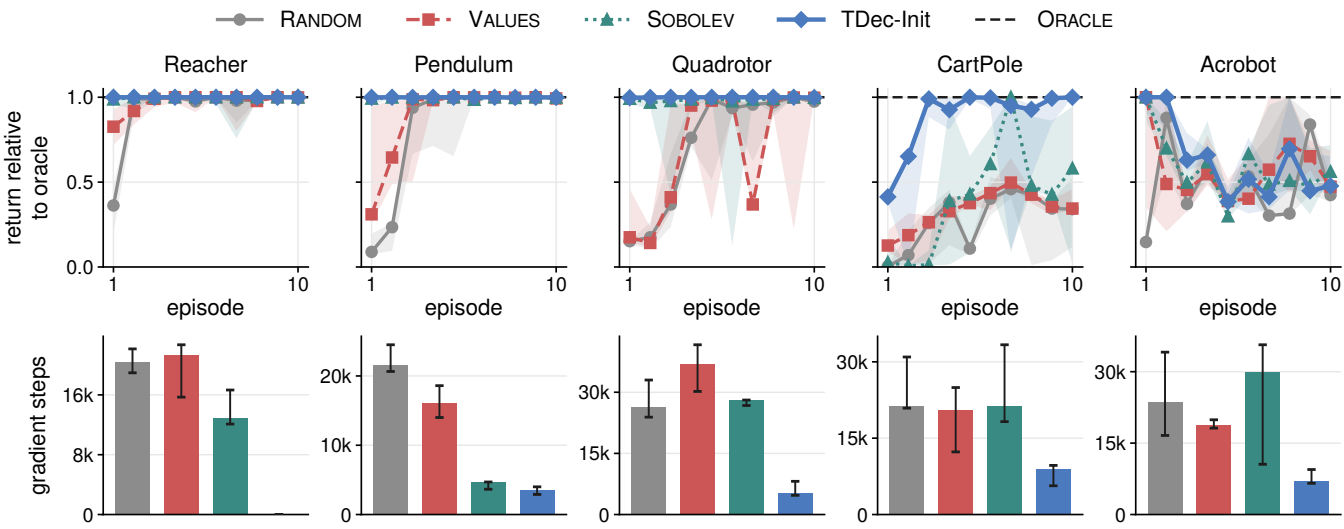 RANDOM VALUES SOBOLEV TDec-Init ORACLE
Reacher Pendulum Quadrotor CartPole Acrobot
return relative
to oracle
1.0
0.5
0.0
1 10 1 10 1 10 1 10 1 10
episode episode episode episode episode
gradient steps
16k
8k
0
20k
10k
0
30k
15k
0
30k
15k
0
30k
15k
0